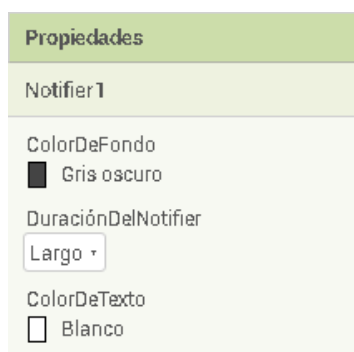 Propiedades
Notifier1
ColorDeFondo
Gris oscuro
DuraciónDelNotifier
Largo
ColorDeTexto
Blanco